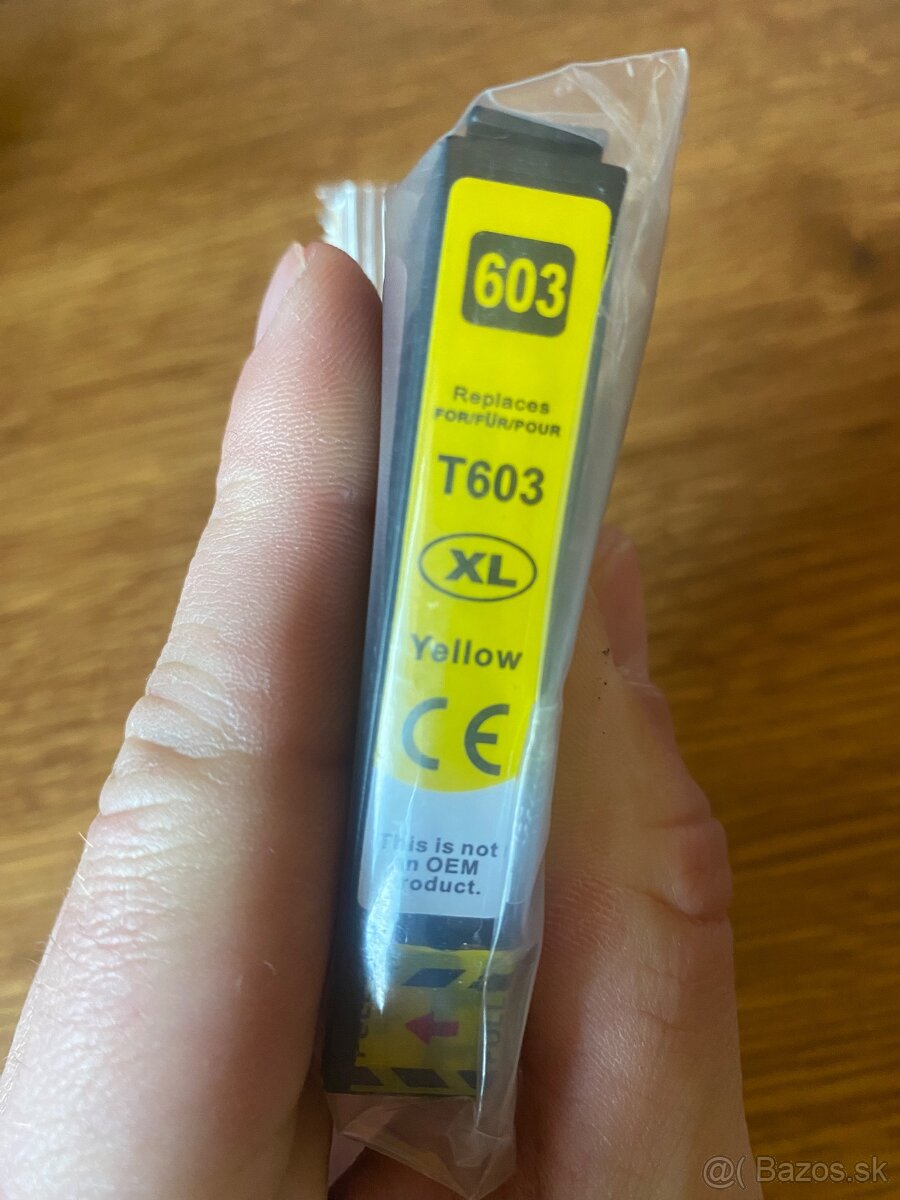 603
Replaces
FOR/FÜR/POUR
T603
XL
Yellow
CE
This is not
an OEM
product.
@( Bazos.sk